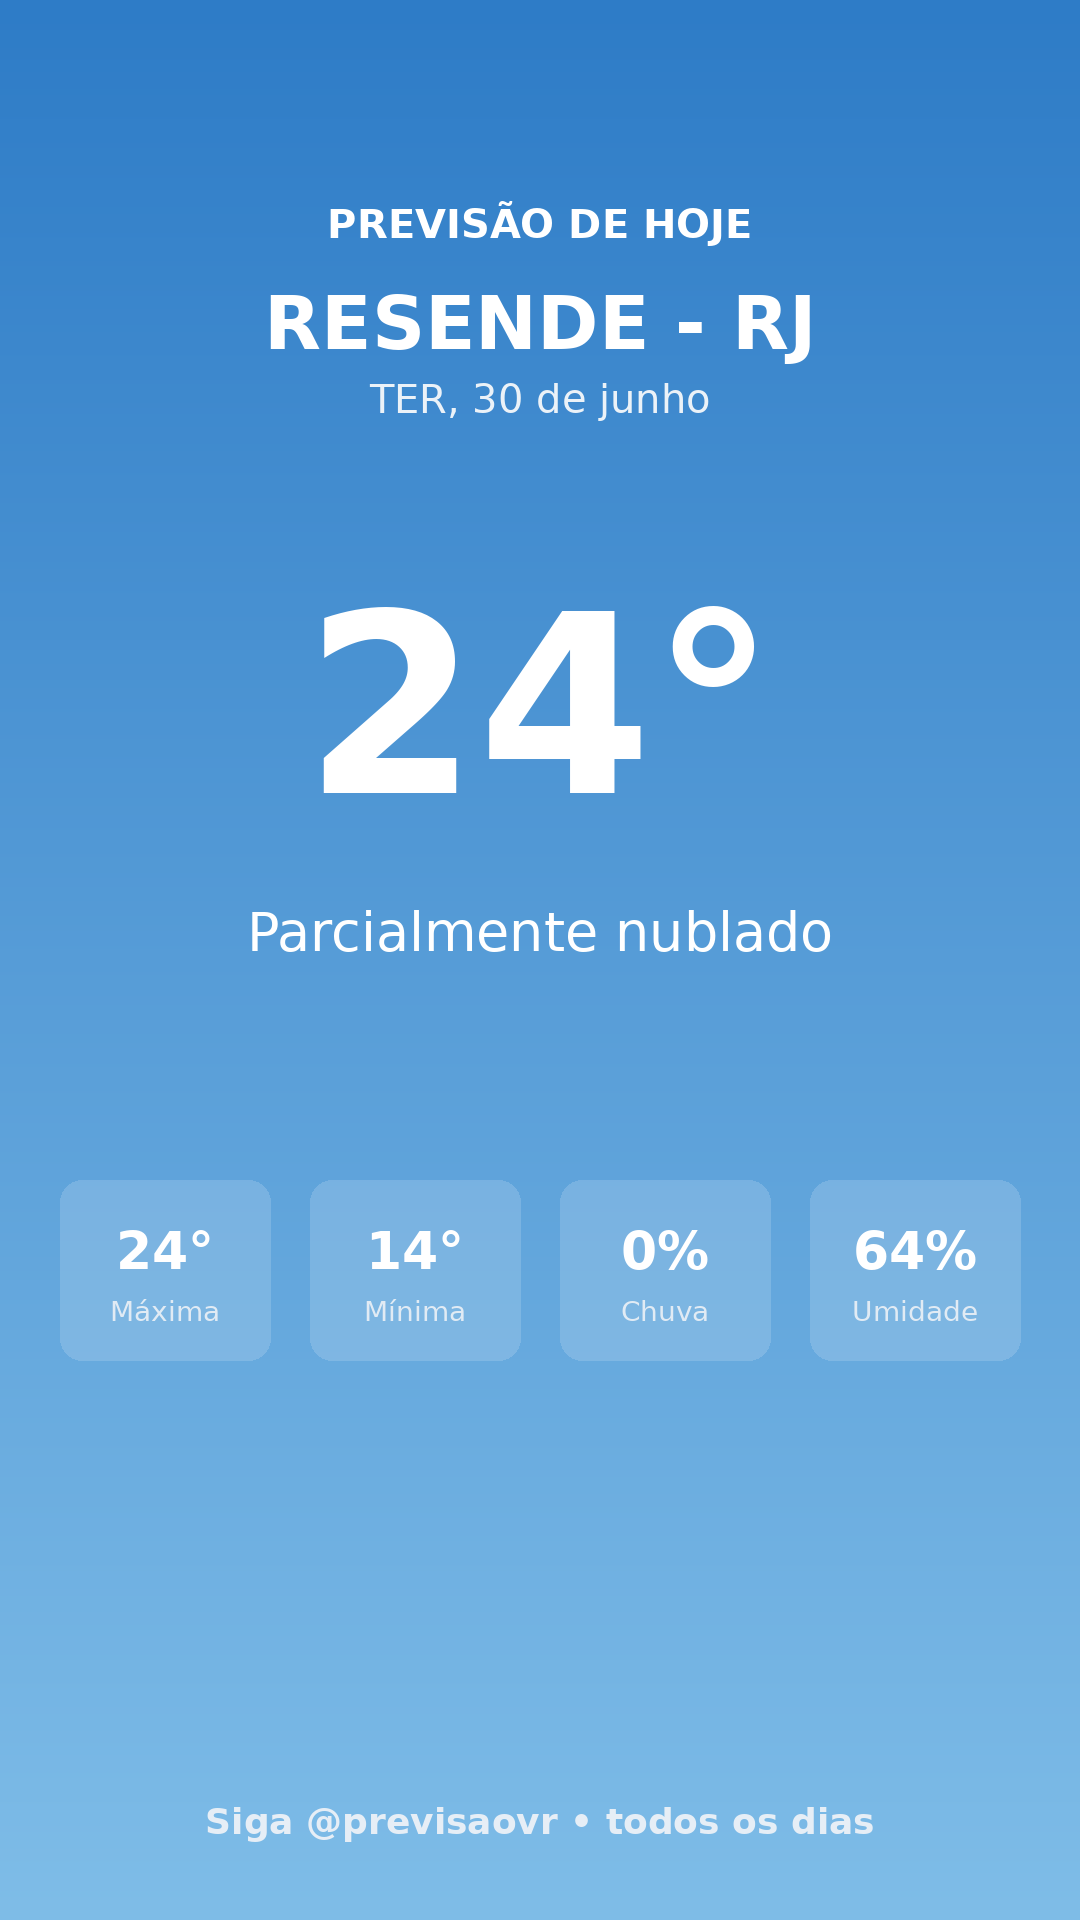 PREVISÃO DE HOJE
RESENDE - RJ
TER, 30 de junho
24°
Parcialmente nublado
24° 14° 0% 64%
Máxima Mínima Chuva Umidade
Siga @previsaovr • todos os dias